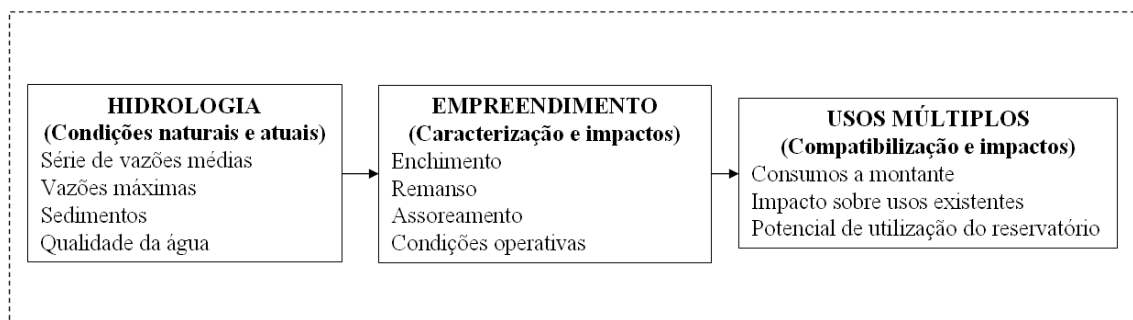 HIDROLOGIA
(Condições naturais e atuais)
Série de vazões médias
Vazões máximas
Sedimentos
Qualidade da água
EMPREENDIMENTO
(Caracterização e impactos)
Enchimento
Remanso
Assoreamento
Condições operativas
USOS MÚLTIPLOS
(Compatibilização e impactos)
Consumos a montante
Impacto sobre usos existentes
Potencial de utilização do reservatório